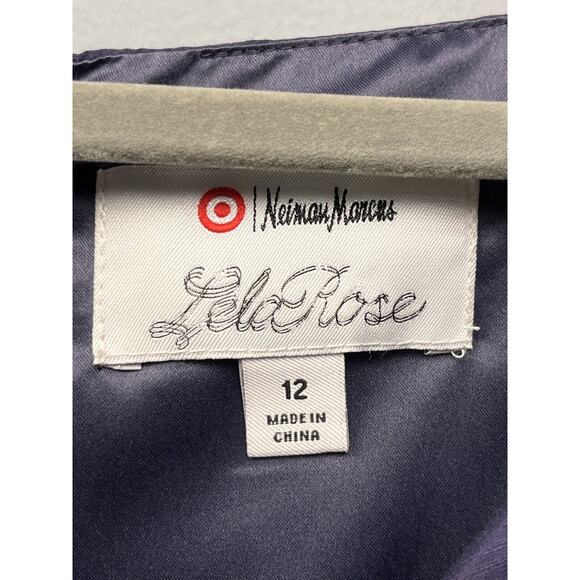 Neiman Marcus
Lela Rose
12
MADE IN
CHINA